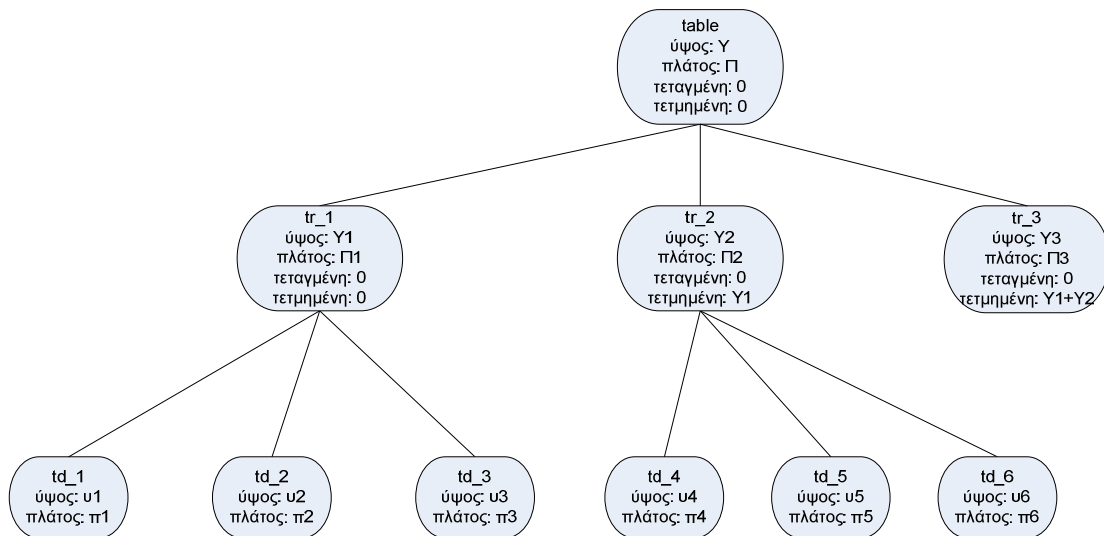 table
ύψος: Υ
πλάτος: Π
τεταγμένη: 0
τετμημένη: 0
tr_1
ύψος: Υ1
πλάτος: Π1
τεταγμένη: 0
τετμημένη: 0
tr_2
ύψος: Υ2
πλάτος: Π2
τεταγμένη: 0
τετμημένη: Υ1
tr_3
ύψος: Υ3
πλάτος: Π3
τεταγμένη: 0
τετμημένη: Υ1+Υ2
td_1
ύψος: υ1
πλάτος: π1
td_2
ύψος: υ2
πλάτος: π2
td_3
ύψος: υ3
πλάτος: π3
td_4
ύψος: υ4
πλάτος: π4
td_5
ύψος: υ5
πλάτος: π5
td_6
ύψος: υ6
πλάτος: π6